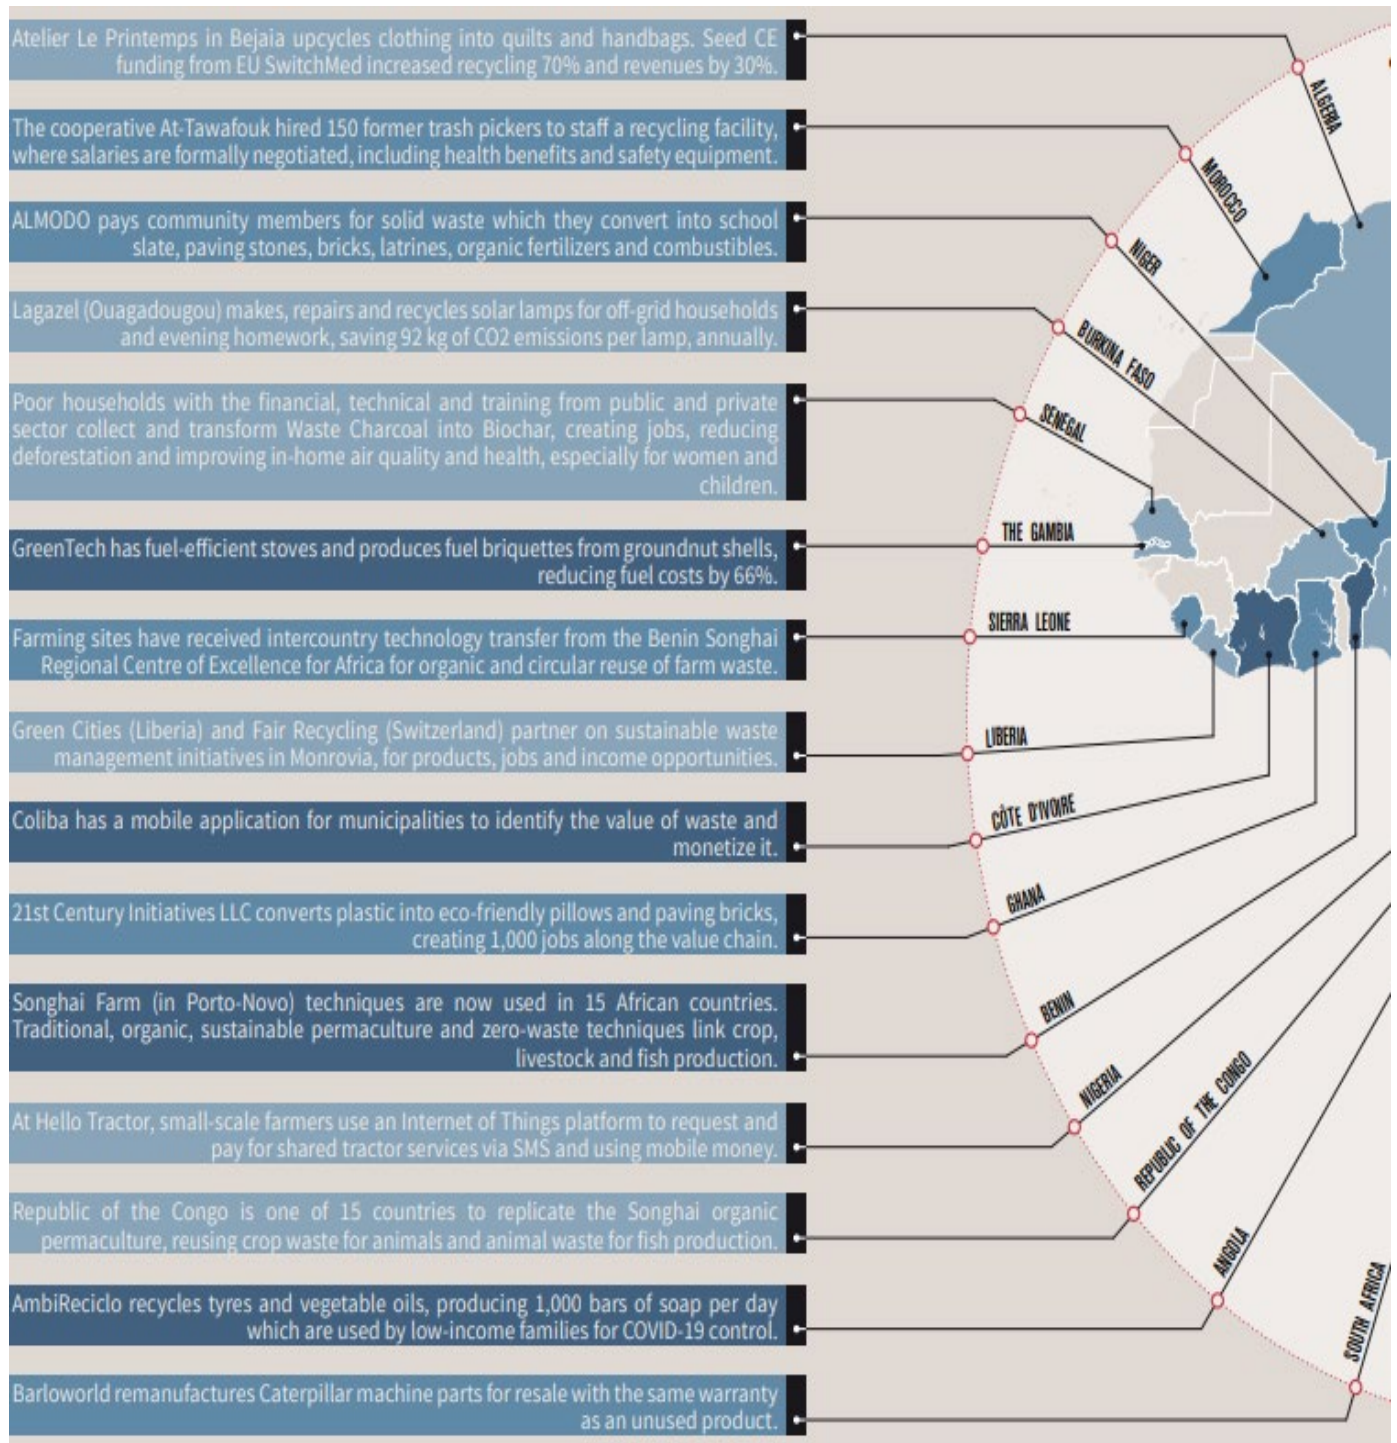 Atelier Le Printemps in Bejaia upcycles clothing into quilts and handbags. Seed CE
funding from EU SwitchMed increased recycling 70% and revenues by 30%.
ALGERIA
The cooperative At-Tawafouk hired 150 former trash pickers to staff a recycling facility,
where salaries are formally negotiated, including health benefits and safety equipment.
MOROCCO
ALMODO pays community members for solid waste which they convert into school
slate, paving stones, bricks, latrines, organic fertilizers and combustibles.
NIGER
Lagazel (Ouagadougou) makes, repairs and recycles solar lamps for off-grid households
and evening homework, saving 92 kg of CO2 emissions per lamp, annually.
BURKINA FASO
Poor households with the financial, technical and training from public and private
sector collect and transform Waste Charcoal into Biochar, creating jobs, reducing
deforestation and improving in-home air quality and health, especially for women and
children.
SENEGAL
GreenTech has fuel-efficient stoves and produces fuel briquettes from groundnut shells,
reducing fuel costs by 66%.
THE GAMBIA
Farming sites have received intercountry technology transfer from the Benin Songhai
Regional Centre of Excellence for Africa for organic and circular reuse of farm waste.
SIERRA LEONE
Green Cities (Liberia) and Fair Recycling (Switzerland) partner on sustainable waste
management initiatives in Monrovia, for products, jobs and income opportunities.
LIBERIA
Coliba has a mobile application for municipalities to identify the value of waste and
monetize it.
CÔTE D'IVOIRE
21st Century Initiatives LLC converts plastic into eco-friendly pillows and paving bricks,
creating 1,000 jobs along the value chain.
GHANA
Songhai Farm (in Porto-Novo) techniques are now used in 15 African countries.
Traditional, organic, sustainable permaculture and zero-waste techniques link crop,
livestock and fish production.
BENIN
At Hello Tractor, small-scale farmers use an Internet of Things platform to request and
pay for shared tractor services via SMS and using mobile money.
NIGERIA
Republic of the Congo is one of 15 countries to replicate the Songhai organic
permaculture, reusing crop waste for animals and animal waste for fish production.
REPUBLIC OF THE CONGO
AmbiReciclo recycles tyres and vegetable oils, producing 1,000 bars of soap per day
which are used by low-income families for COVID-19 control.
ANGOLA
Barloworld remanufactures Caterpillar machine parts for resale with the same warranty
as an unused product.
SOUTH AFRICA